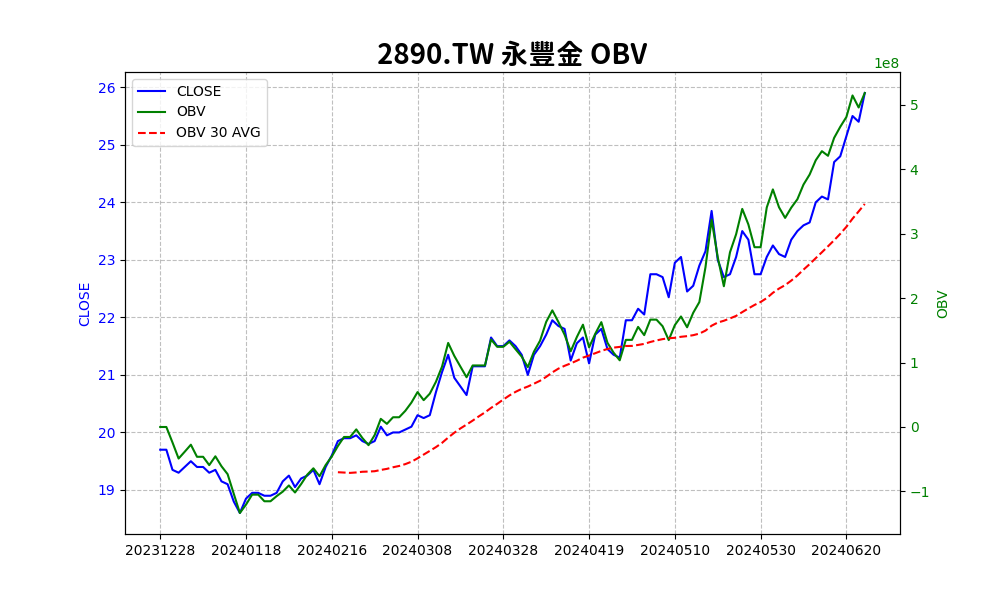 2890.TW 永豐金 OBV
1e8
CLOSE
OBV
OBV 30 AVG
26
25
24
23
22
21
20
19
CLOSE
5
4
3
2
1
0
−1
OBV
20231228 20240118 20240216 20240308 20240328 20240419 20240510 20240530 20240620